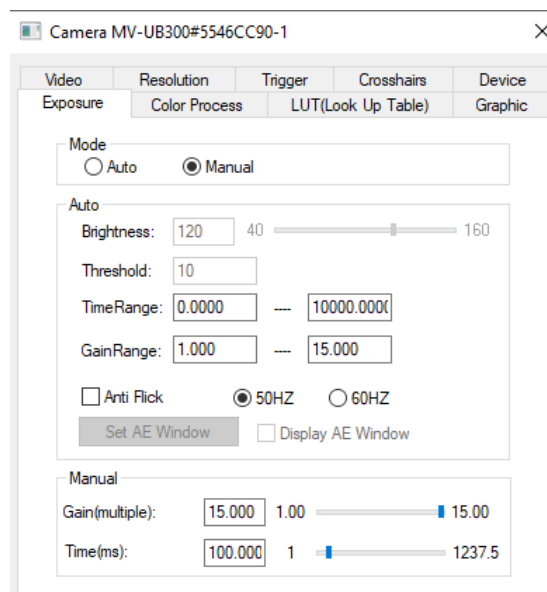 Camera MV-UB300#5546CC90-1
Video Resolution Trigger Crosshairs Device
Exposure Color Process LUT(Look Up Table) Graphic
Mode
Auto Manual
Auto
Brightness: 120 40 160
Threshold: 10
TimeRange: 0.0000 ---- 10000.000(
GainRange: 1.000 ---- 15.000
Anti Flick 50HZ 60HZ
Set AE Window Display AE Window
Manual
Gain(multiple): 15.000 1.00 15.00
Time(ms): 100.000 1 1237.5